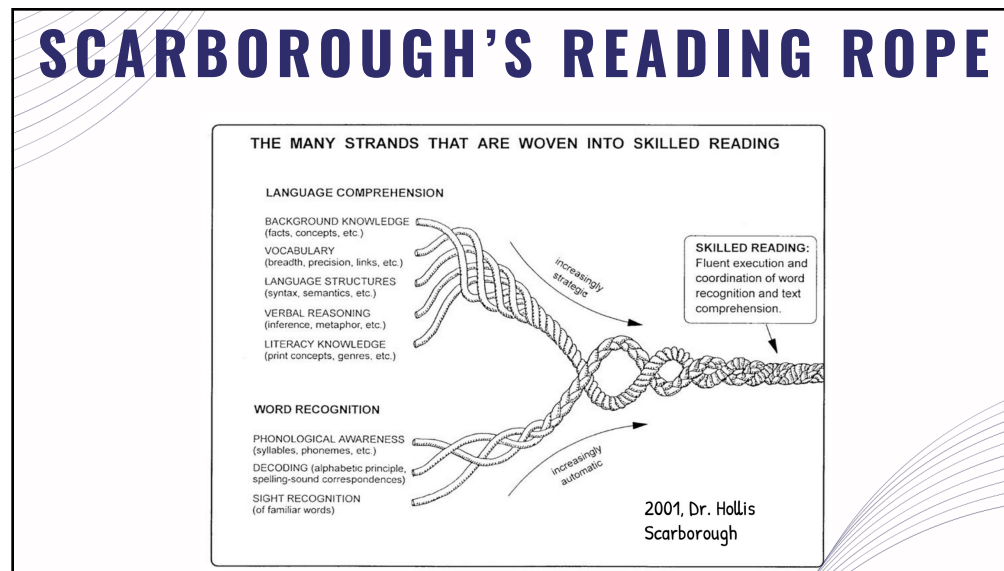 SCARBOROUGH’S READING ROPE
THE MANY STRANDS THAT ARE WOVEN INTO SKILLED READING
LANGUAGE COMPREHENSION
BACKGROUND KNOWLEDGE
(facts, concepts, etc.)
VOCABULARY
(breadth, precision, links, etc.)
LANGUAGE STRUCTURES
(syntax, semantics, etc.)
VERBAL REASONING
(inference, metaphor, etc.)
LITERACY KNOWLEDGE
(print concepts, genres, etc.)
increasingly
strategic
SKILLED READING:
Fluent execution and
coordination of word
recognition and text
comprehension.
WORD RECOGNITION
PHONOLOGICAL AWARENESS
(syllables, phonemes, etc.)
DECODING (alphabetic principle,
spelling-sound correspondences)
SIGHT RECOGNITION
(of familiar words)
increasingly
automatic
2001, Dr. Hollis
Scarborough